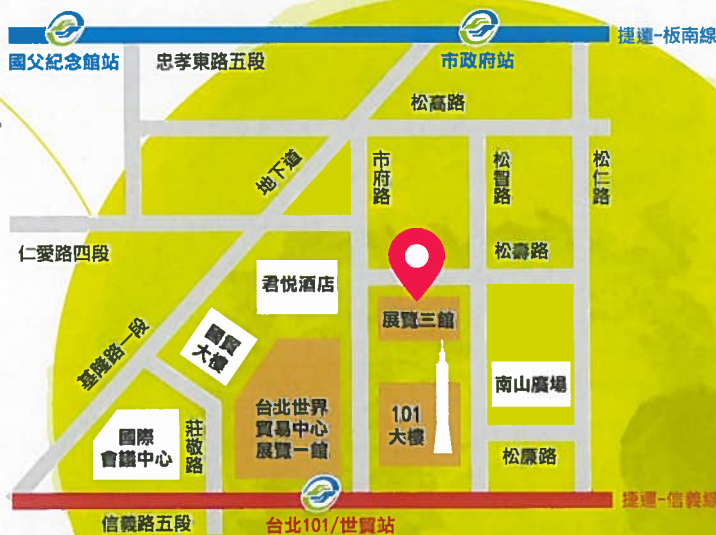 捷運-板南線
國父紀念館站
忠孝東路五段
市政府站
松高路
地下道
市府路
松智路
松仁路
仁愛路四段
松壽路
君悅酒店
展覽三館
基隆路一段
國貿
大樓
南山廣場
台北世界
貿易中心
展覽一館
101
大樓
國際
會議中心
莊敬路
松廉路
捷運-信義線
信義路五段
台北101/世貿站